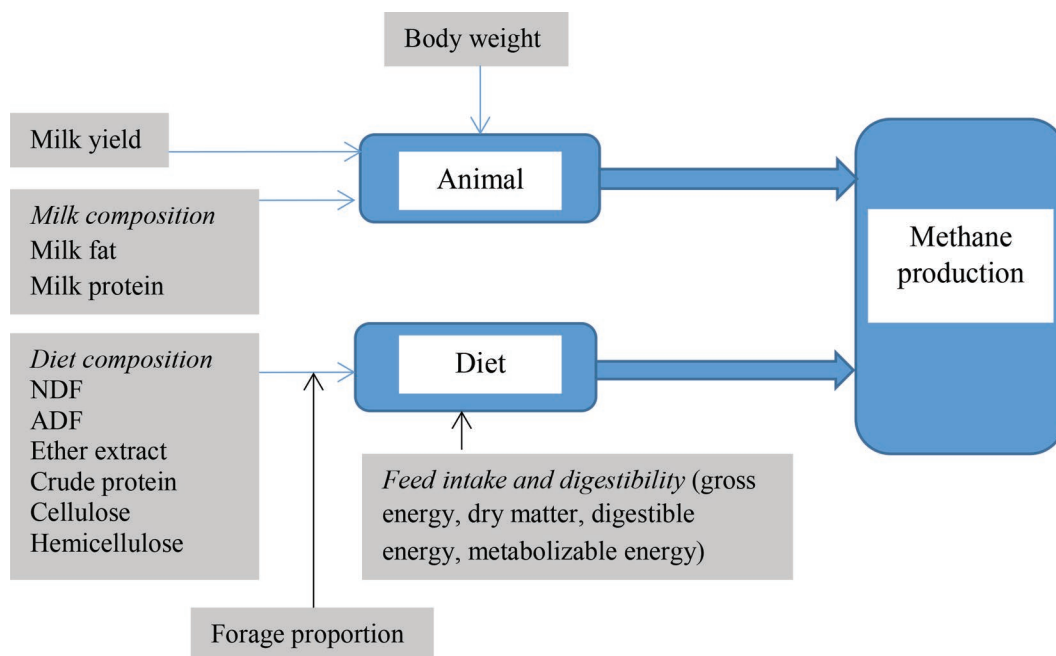 Body weight
Milk yield
Animal
Milk composition
Milk fat
Milk protein
Methane
production
Diet composition
NDF
ADF
Ether extract
Crude protein
Cellulose
Hemicellulose
Diet
Feed intake and digestibility (gross
energy, dry matter, digestible
energy, metabolizable energy)
Forage proportion